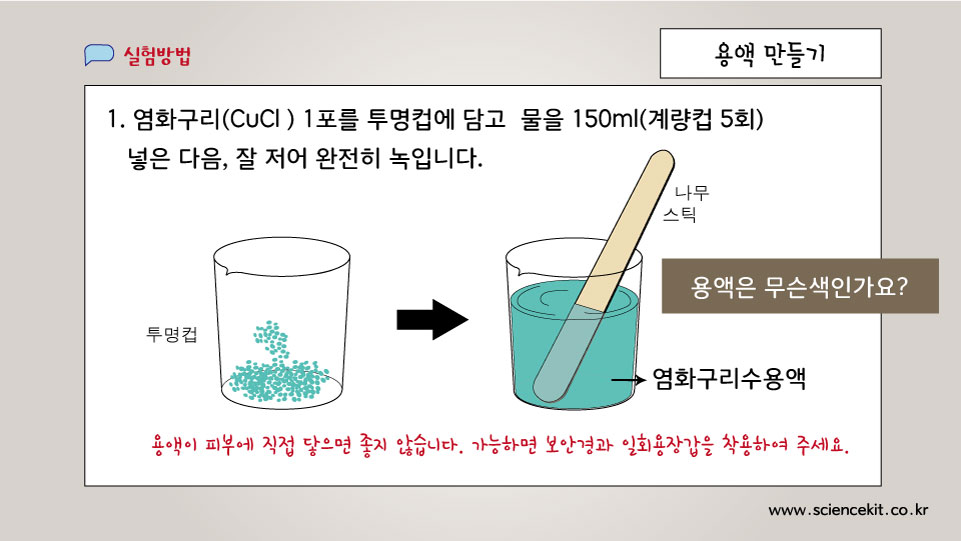 실험방법
용액 만들기
1. 염화구리(CuCl ) 1포를 투명컵에 담고 물을 150ml(계량컵 5회)
넣은 다음, 잘 저어 완전히 녹입니다.
나무
스틱
용액은 무슨색인가요?
투명컵
염화구리수용액
용액이 피부에 직접 닿으면 좋지 않습니다. 가능하면 보안경과 일회용장갑을 착용하여 주세요.
www.sciencekit.co.kr